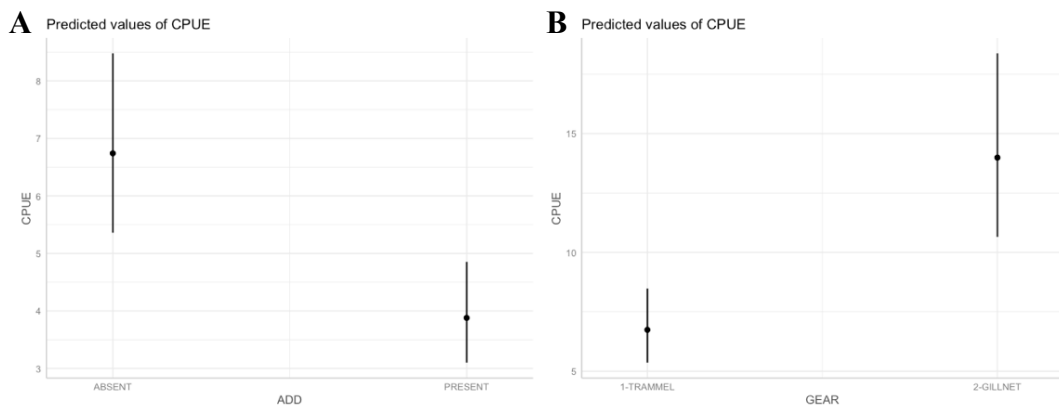 A
Predicted values of CPUE
8
7
6
5
4
3
CPUE
ABSENT
PRESENT
ADD
B
Predicted values of CPUE
15
10
5
CPUE
1-TRAMMEL
2-GILLNET
GEAR